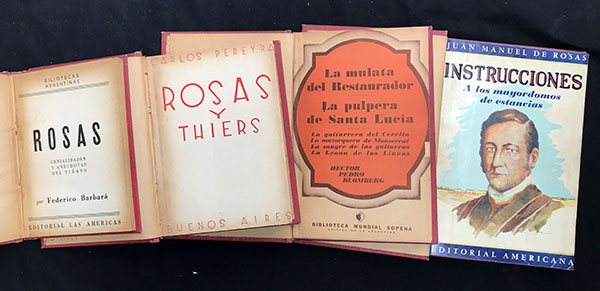 BILIOTECAS
ARGENTINAS
ROSAS
GENIALIDADES
Y ANECDOTAS
DEL TIRANO
por Federico Barbará
EDITORIAL LAS AMERICAS
CARLOS PEREYRA
ROSAS
Y
THIERS
BUENOS AIRES
La mulata
del Restaurador
La pulpera
de Santa Lucía
La guitarrera del Cerrito
La mazorquera de Monserrat
La sangre de las guitarras
La Leona de los Llanos
HECTOR
PEDRO
BLOMBERG
BIBLIOTECA MUNDIAL SOPENA
JUAN MANUEL DE ROSAS
INSTRUCCIONES
A los mayordomos
de estancias
EDITORIAL AMERICANA